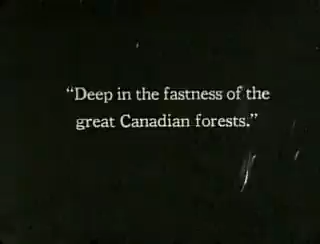 “Deep in the fastness of the
great Canadian forests.”